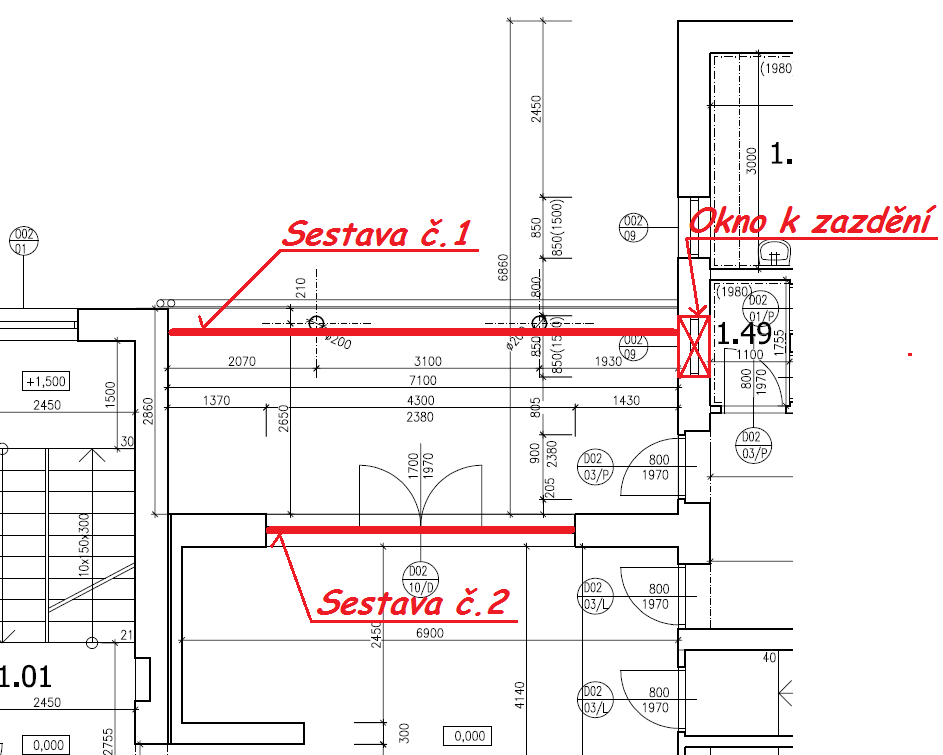 2450
(1980)
1.
3000
850
850(1500)
D02
09
Okno k zazdění
Sestava č.1
D02
01
6860
800
210
(1980)
D02
01/P
1.49
1755
ø200
850
850(1500)
D02
09
1100
2070
3100
1930
7100
+1,500
2450
1500
2860
1370
4300
1430
2380
2650
805
800
1970
30
1700
1970
900
2380
205
D02
03/P
800
1970
D02
03/P
10x150x300
D02
10/D
Sestava č.2
D02
03/L
800
1970
2450
6900
21
40
1.01
2450
4140
D02
03/L
800
1970
2755
0,000
300
0,000